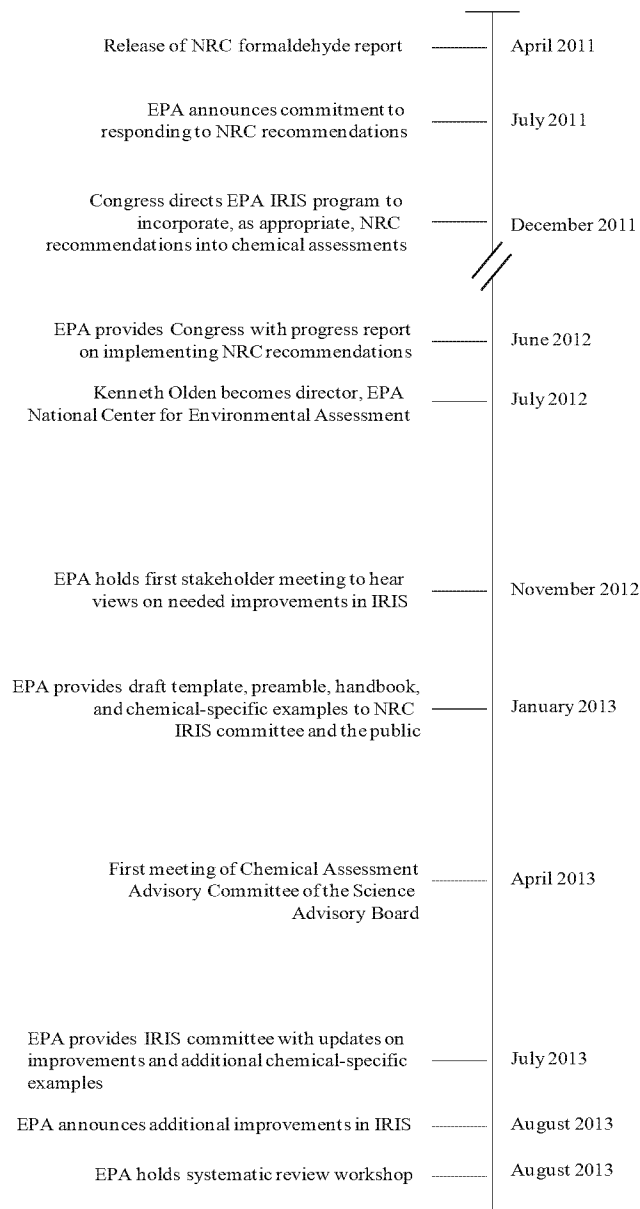 Release of NRC formaldehyde report
April 2011
EPA announces commitment to
responding to NRC recommendations
July 2011
Congress directs EPA IRIS program to
incorporate, as appropriate, NRC
recommendations into chemical assessments
December 2011
EPA provides Congress with progress report
on implementing NRC recommendations
June 2012
Kenneth Olden becomes director, EPA
National Center for Environmental Assessment
July 2012
EPA holds first stakeholder meeting to hear
views on needed improvements in IRIS
November 2012
EPA provides draft template, preamble, handbook,
and chemical-specific examples to NRC
IRIS committee and the public
January 2013
First meeting of Chemical Assessment
Advisory Committee of the Science
Advisory Board
April 2013
EPA provides IRIS committee with updates on
improvements and additional chemical-specific
examples
July 2013
EPA announces additional improvements in IRIS
August 2013
EPA holds systematic review workshop
August 2013